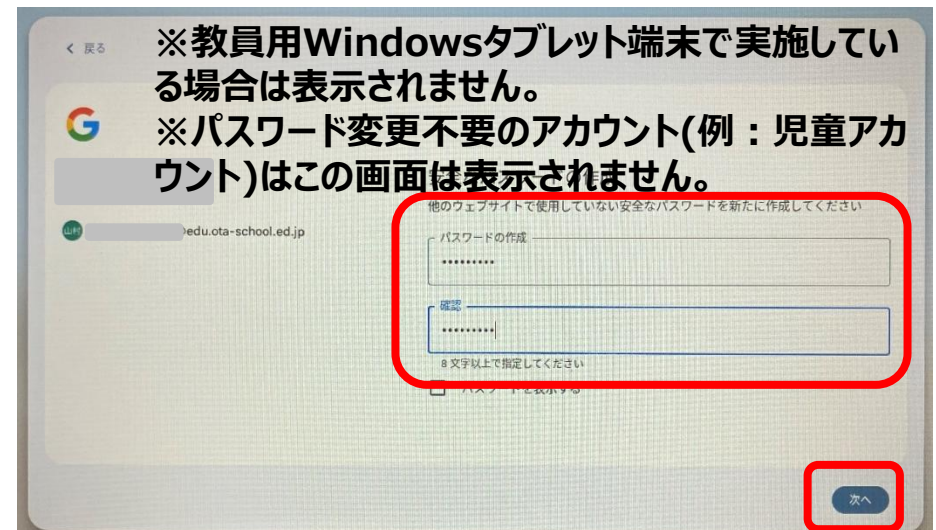 < 戻る
※教員用Windowsタブレット端末で実施してい
る場合は表示されません。
※パスワード変更不要のアカウント(例：児童アカ
ウント)はこの画面は表示されません。
G
他のウェブサイトで使用していない安全なパスワードを新たに作成してください
山村
edu.ota-school.ed.jp
パスワードの作成
•••••••••
確認
•••••••••
8 文字以上で指定してください
パスワードを表示する
次へ